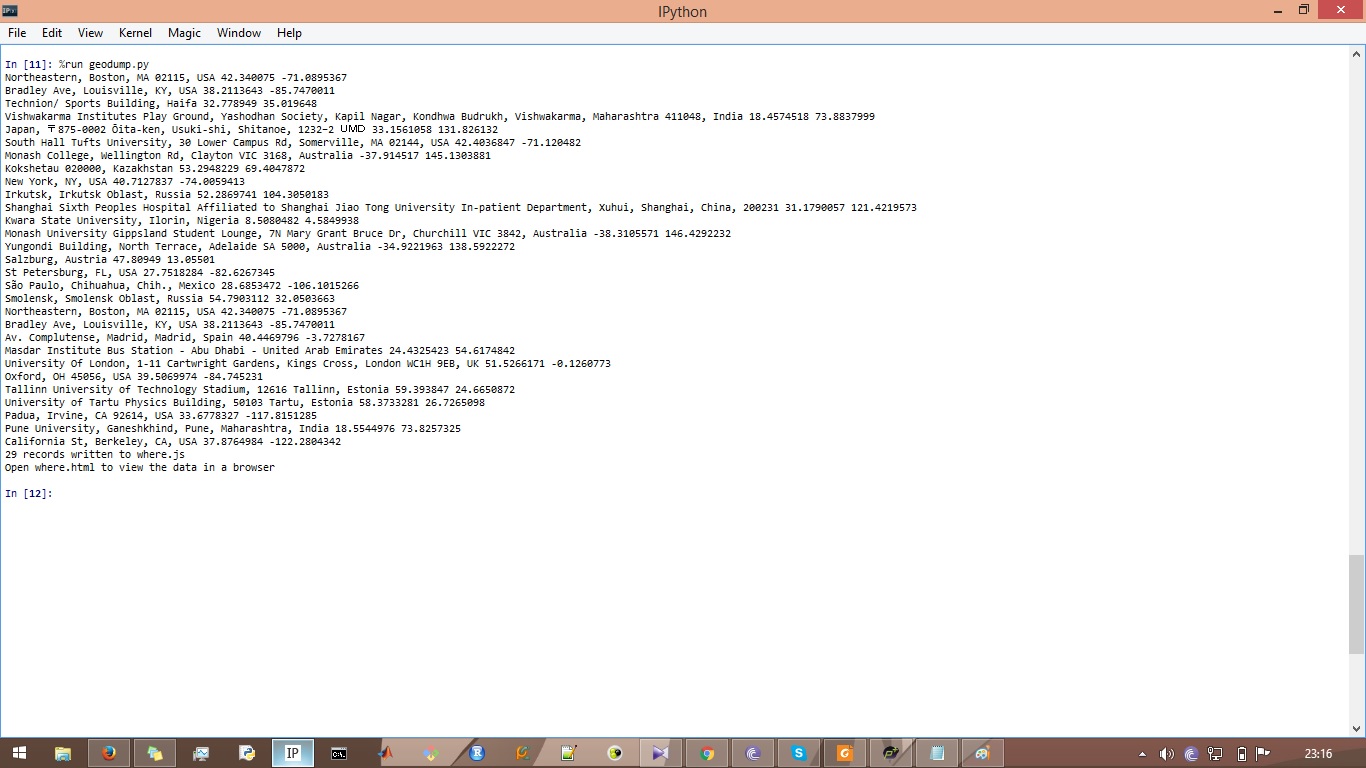 IPython
File Edit View Kernel Magic Window Help
In [11]: %run geodump.py
Northeastern, Boston, MA 02115, USA 42.340075 -71.0895367
Bradley Ave, Louisville, KY, USA 38.2113643 -85.7470011
Technion/ Sports Building, Haifa 32.778949 35.019648
Vishwakarma Institutes Play Ground, Yashodhan Society, Kapil Nagar, Kondhwa Budrukh, Vishwakarma, Maharashtra 411048, India 18.4574518 73.8837999
Japan, 〒875-0002 Ōita-ken, Usuki-shi, Shitanoe, 1232−2 UMD 33.1561058 131.826132
South Hall Tufts University, 30 Lower Campus Rd, Somerville, MA 02144, USA 42.4036847 -71.120482
Monash College, Wellington Rd, Clayton VIC 3168, Australia -37.914517 145.1303881
Kokshetau 020000, Kazakhstan 53.2948229 69.4047872
New York, NY, USA 40.7127837 -74.0059413
Irkutsk, Irkutsk Oblast, Russia 52.2869741 104.3050183
Shanghai Sixth Peoples Hospital Affiliated to Shanghai Jiao Tong University In-patient Department, Xuhui, Shanghai, China, 200231 31.1790057 121.4219573
Kwara State University, Ilorin, Nigeria 8.5080482 4.5849938
Monash University Gippsland Student Lounge, 7N Mary Grant Bruce Dr, Churchill VIC 3842, Australia -38.3105571 146.4292232
Yungondi Building, North Terrace, Adelaide SA 5000, Australia -34.9221963 138.5922272
Salzburg, Austria 47.80949 13.05501
St Petersburg, FL, USA 27.7518284 -82.6267345
São Paulo, Chihuahua, Chih., Mexico 28.6853472 -106.1015266
Smolensk, Smolensk Oblast, Russia 54.7903112 32.0503663
Northeastern, Boston, MA 02115, USA 42.340075 -71.0895367
Bradley Ave, Louisville, KY, USA 38.2113643 -85.7470011
Av. Complutense, Madrid, Madrid, Spain 40.4469796 -3.7278167
Masdar Institute Bus Station - Abu Dhabi - United Arab Emirates 24.4325423 54.6174842
University Of London, 1-11 Cartwright Gardens, Kings Cross, London WC1H 9EB, UK 51.5266171 -0.1260773
Oxford, OH 45056, USA 39.5069974 -84.745231
Tallinn University of Technology Stadium, 12616 Tallinn, Estonia 59.393847 24.6650872
University of Tartu Physics Building, 50103 Tartu, Estonia 58.3733281 26.7265098
Padua, Irvine, CA 92614, USA 33.6778327 -117.8151285
Pune University, Ganeshkhind, Pune, Maharashtra, India 18.5544976 73.8257325
California St, Berkeley, CA, USA 37.8764984 -122.2804342
29 records written to where.js
Open where.html to view the data in a browser
In [12]:
23:16